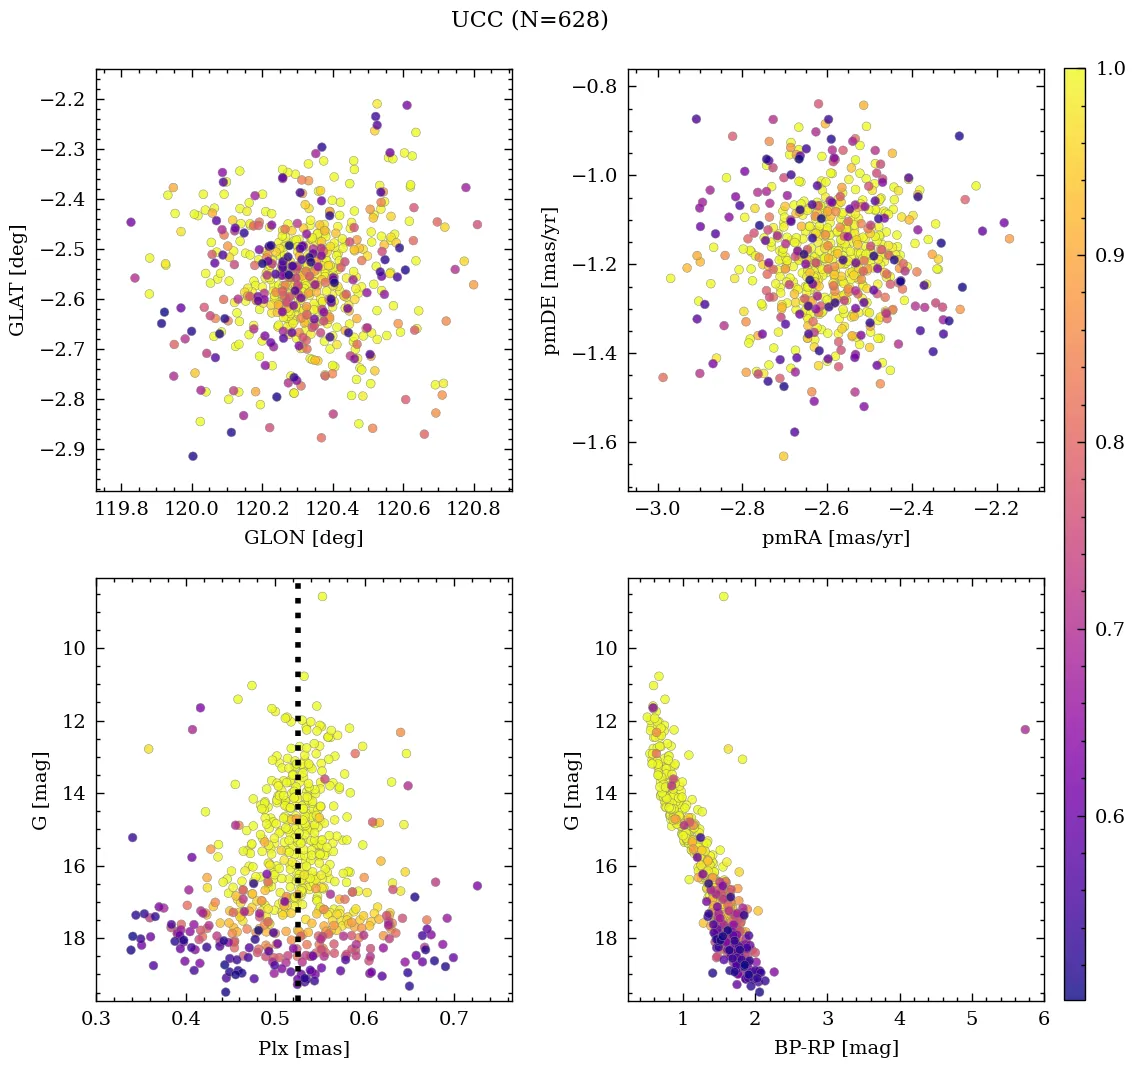 UCC (N=628)
−2.2
−2.3
−2.4
−2.5
−2.6
−2.7
−2.8
−2.9
GLAT [deg]
119.8 120.0 120.2 120.4 120.6 120.8
GLON [deg]
−0.8
−1.0
−1.2
−1.4
−1.6
pmDE [mas/yr]
−3.0 −2.8 −2.6 −2.4 −2.2
pmRA [mas/yr]
10
12
14
16
18
G [mag]
0.3 0.4 0.5 0.6 0.7
Plx [mas]
10
12
14
16
18
G [mag]
1 2 3 4 5 6
BP-RP [mag]
1.0
0.9
0.8
0.7
0.6